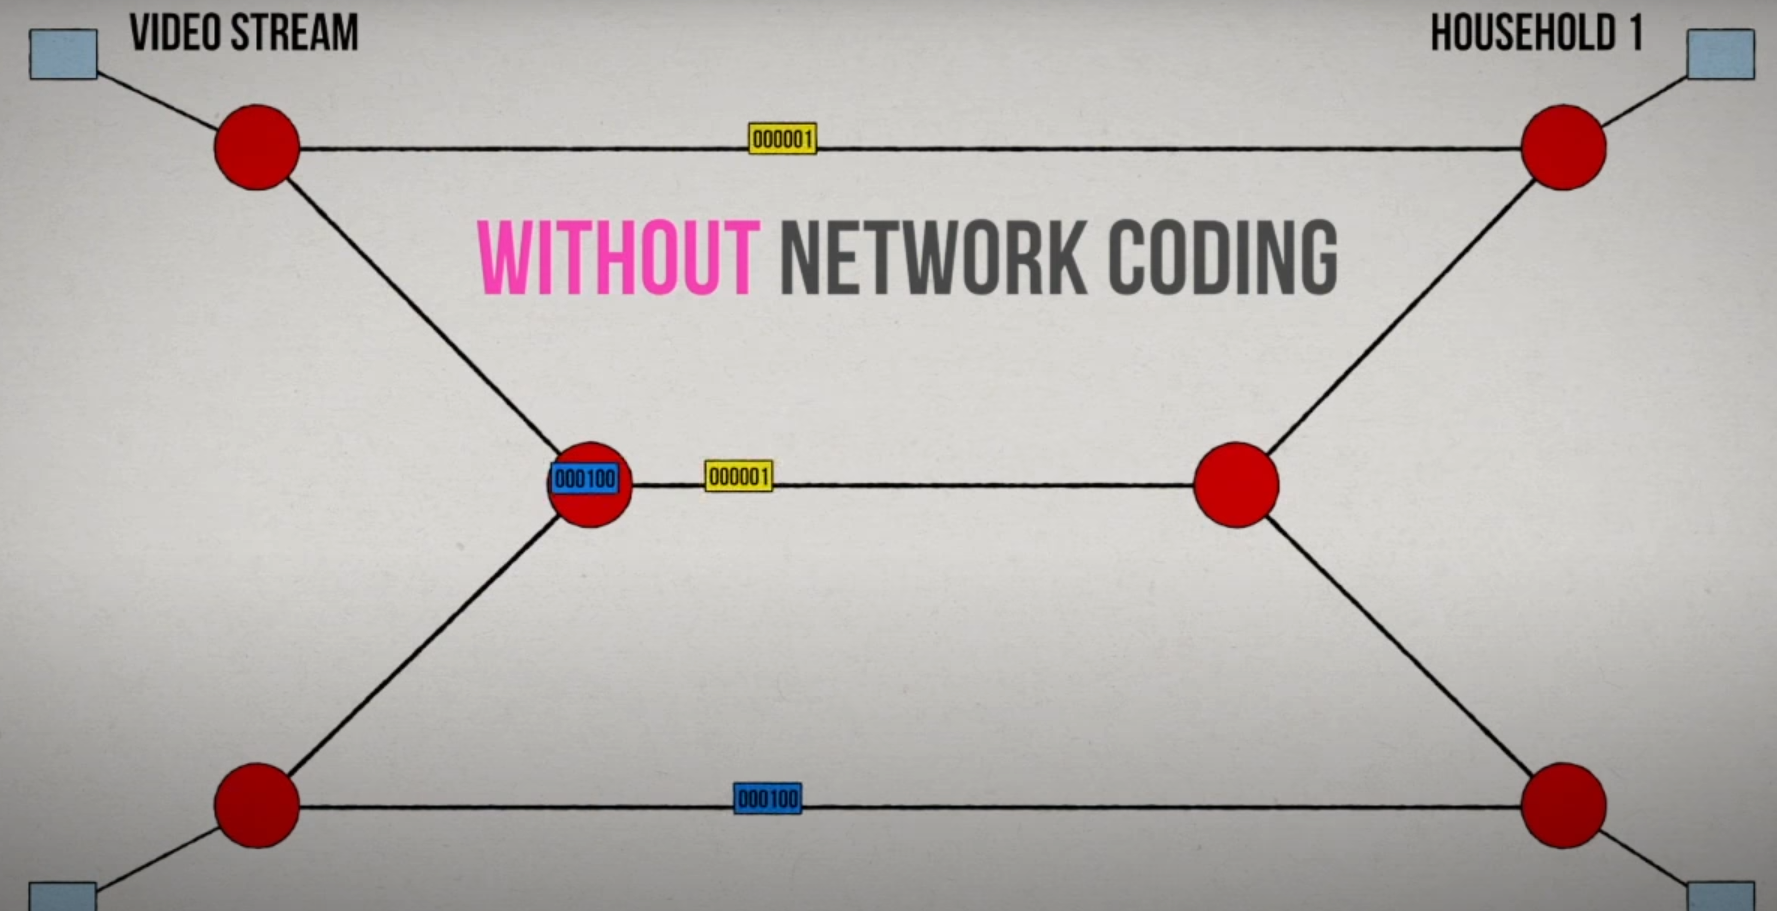 VIDEO STREAM
HOUSEHOLD 1
000001
WITHOUT NETWORK CODING
000100
000001
000100